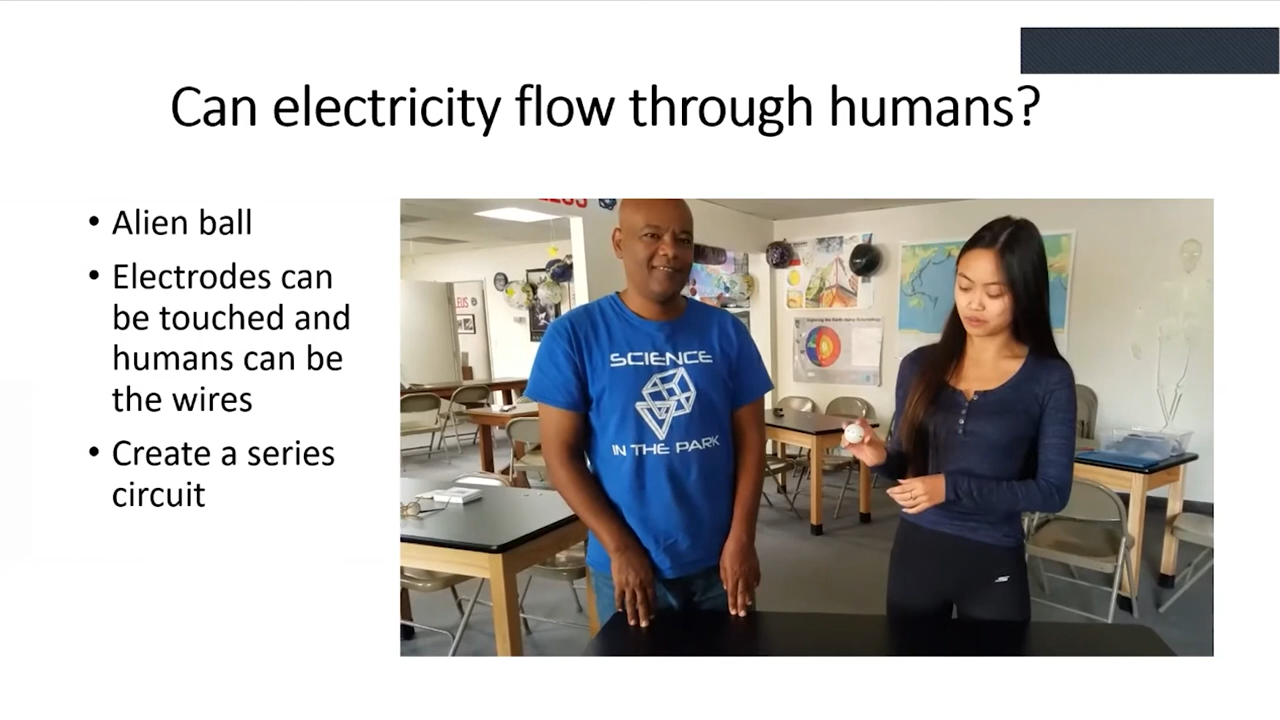 Can electricity flow through humans?
• Alien ball
• Electrodes can
be touched and
humans can be
the wires
• Create a series
circuit
SCIENCE
IN THE PARK